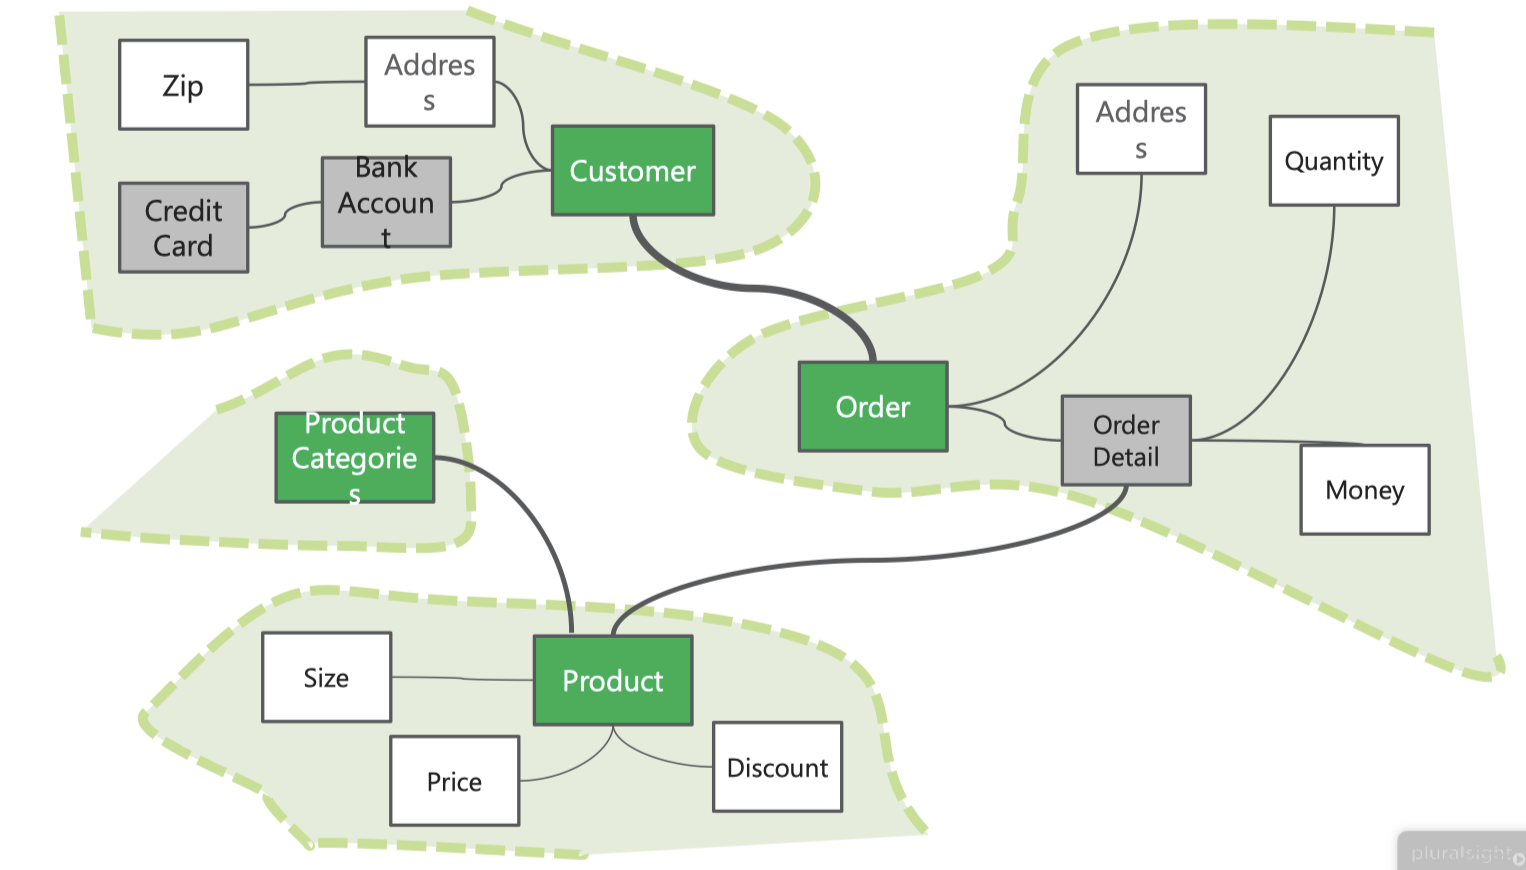 Zip
Addres
s
Customer
Credit
Card
Bank
Accoun
t
Addres
s
Quantity
Order
Order
Detail
Money
Product
Categorie
s
Size
Product
Price
Discount
pluralsight